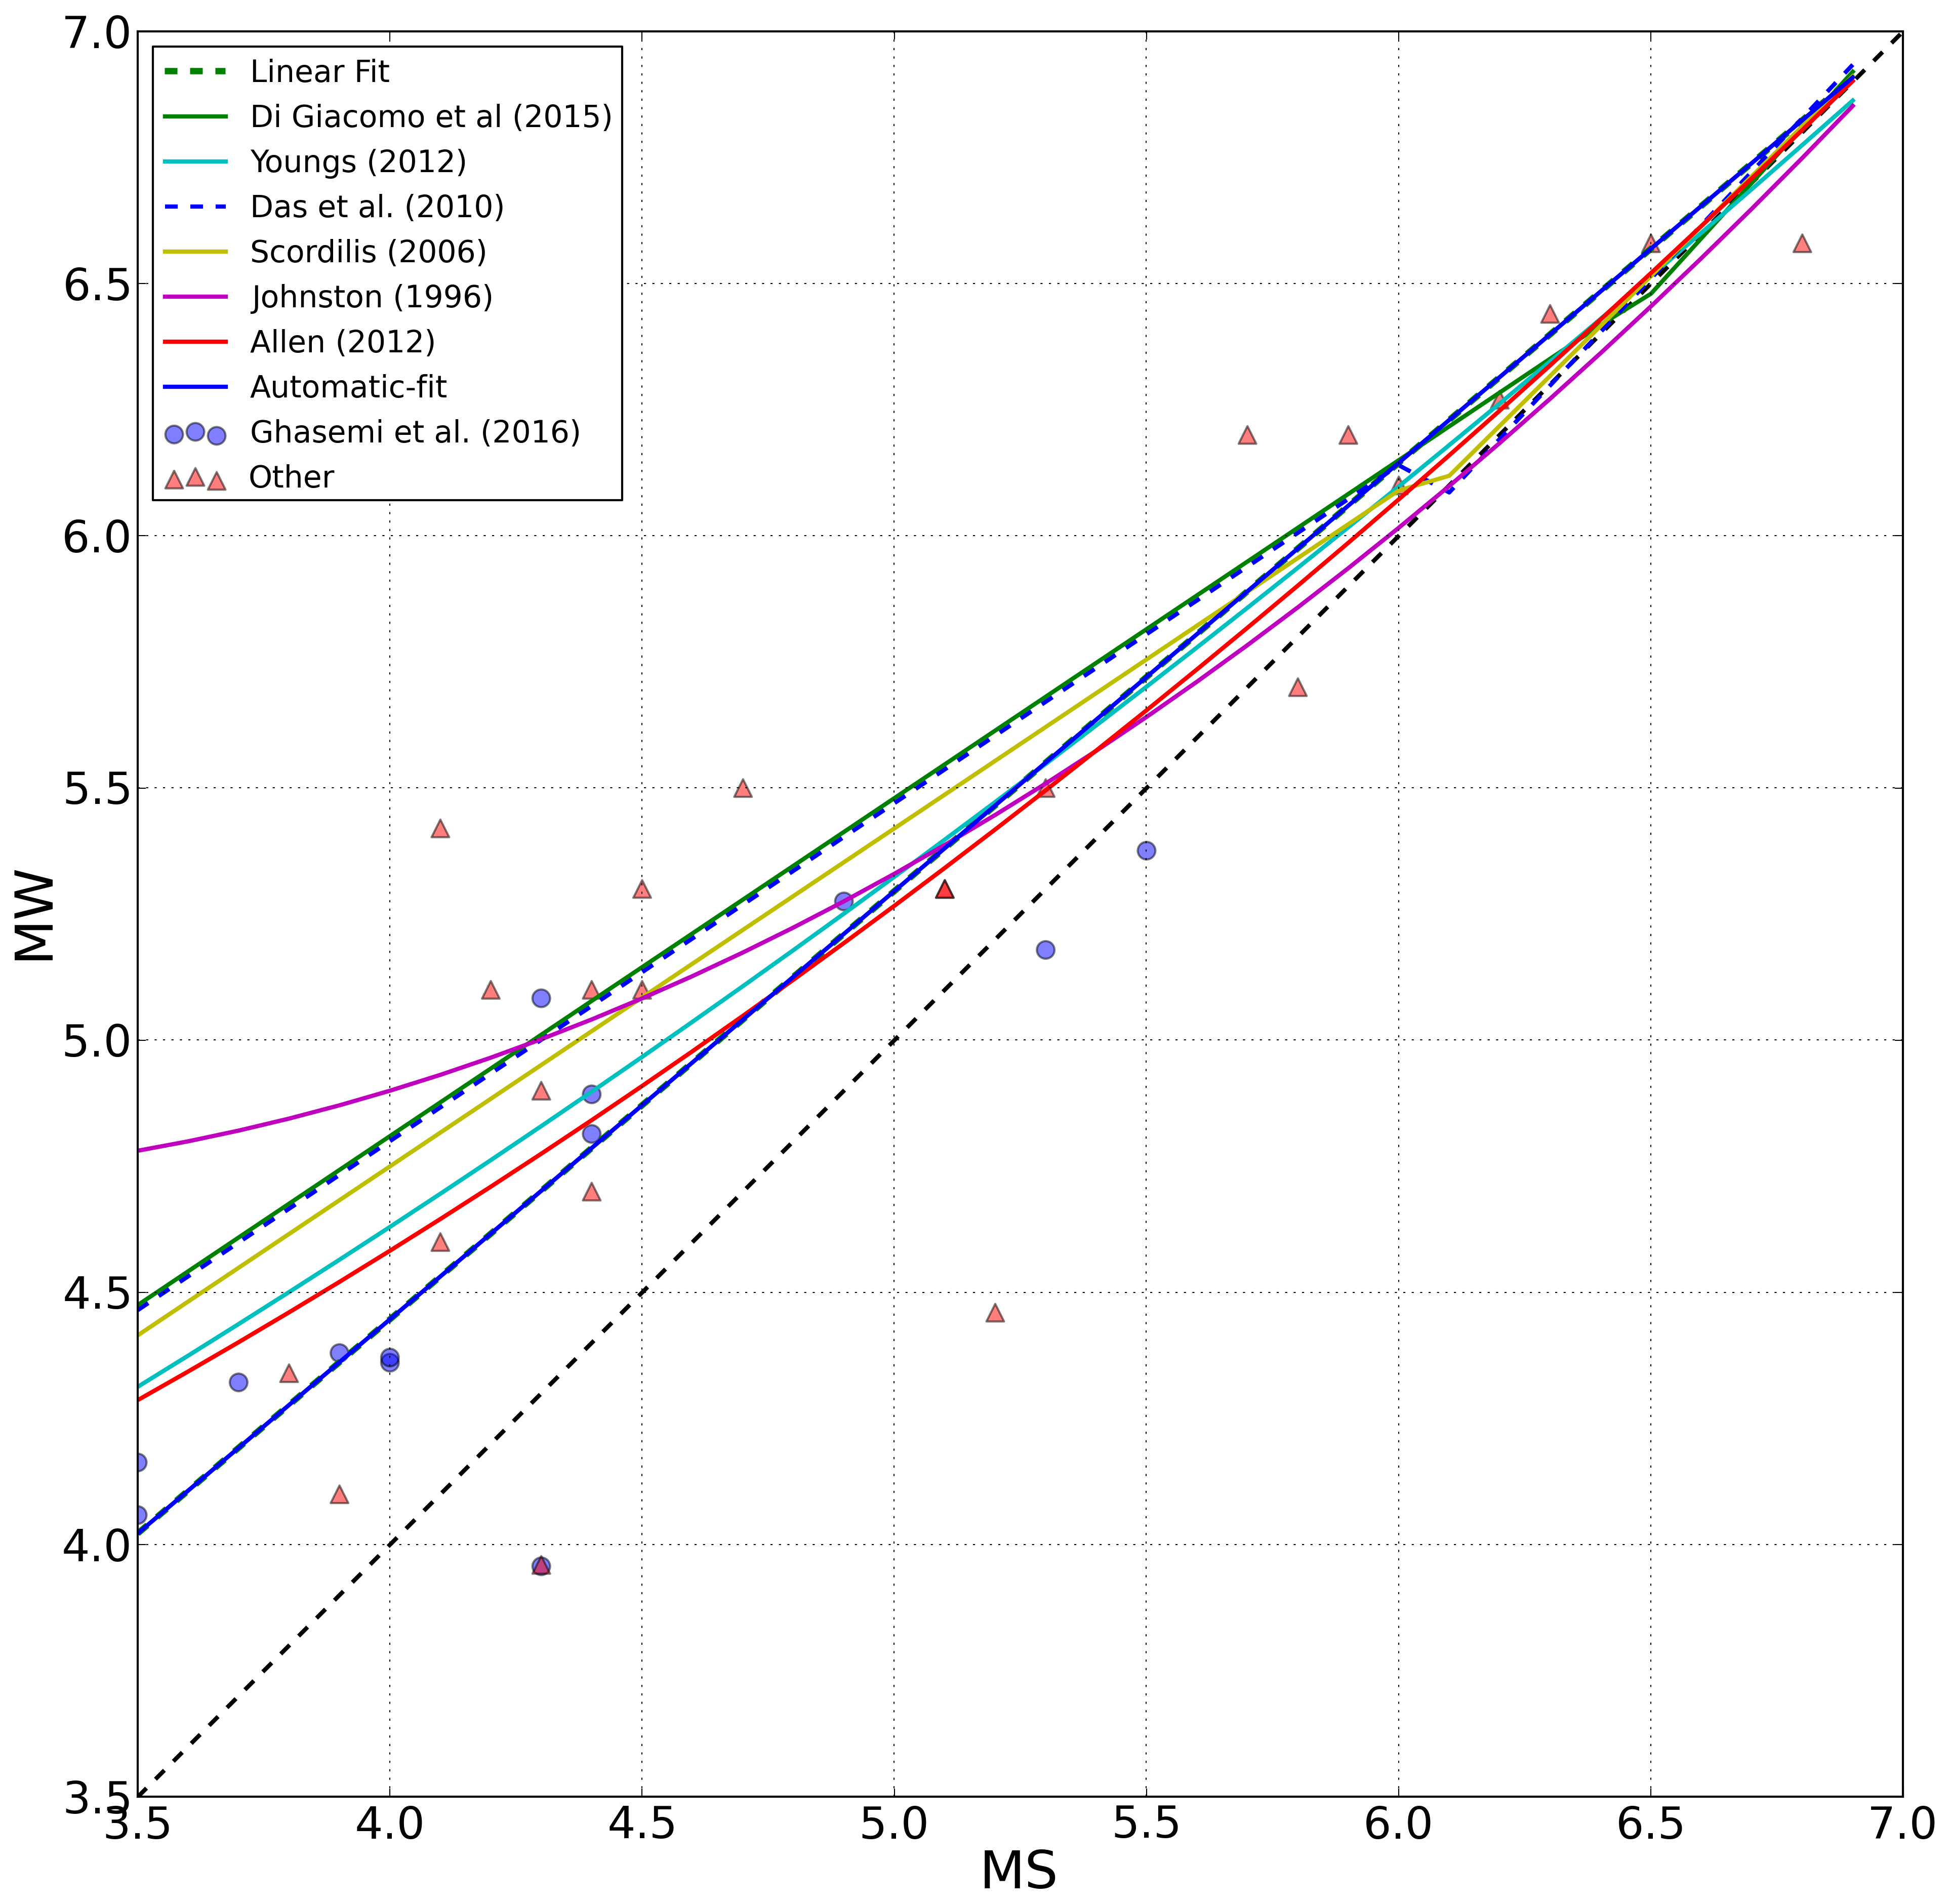 7.0
6.5
6.0
5.5
5.0
4.5
4.0
3.5
MW
Linear Fit
Di Giacomo et al (2015)
Youngs (2012)
Das et al. (2010)
Scordilis (2006)
Johnston (1996)
Allen (2012)
Automatic-fit
Ghasemi et al. (2016)
Other
3.5 4.0 4.5 5.0 5.5 6.0 6.5 7.0
MS